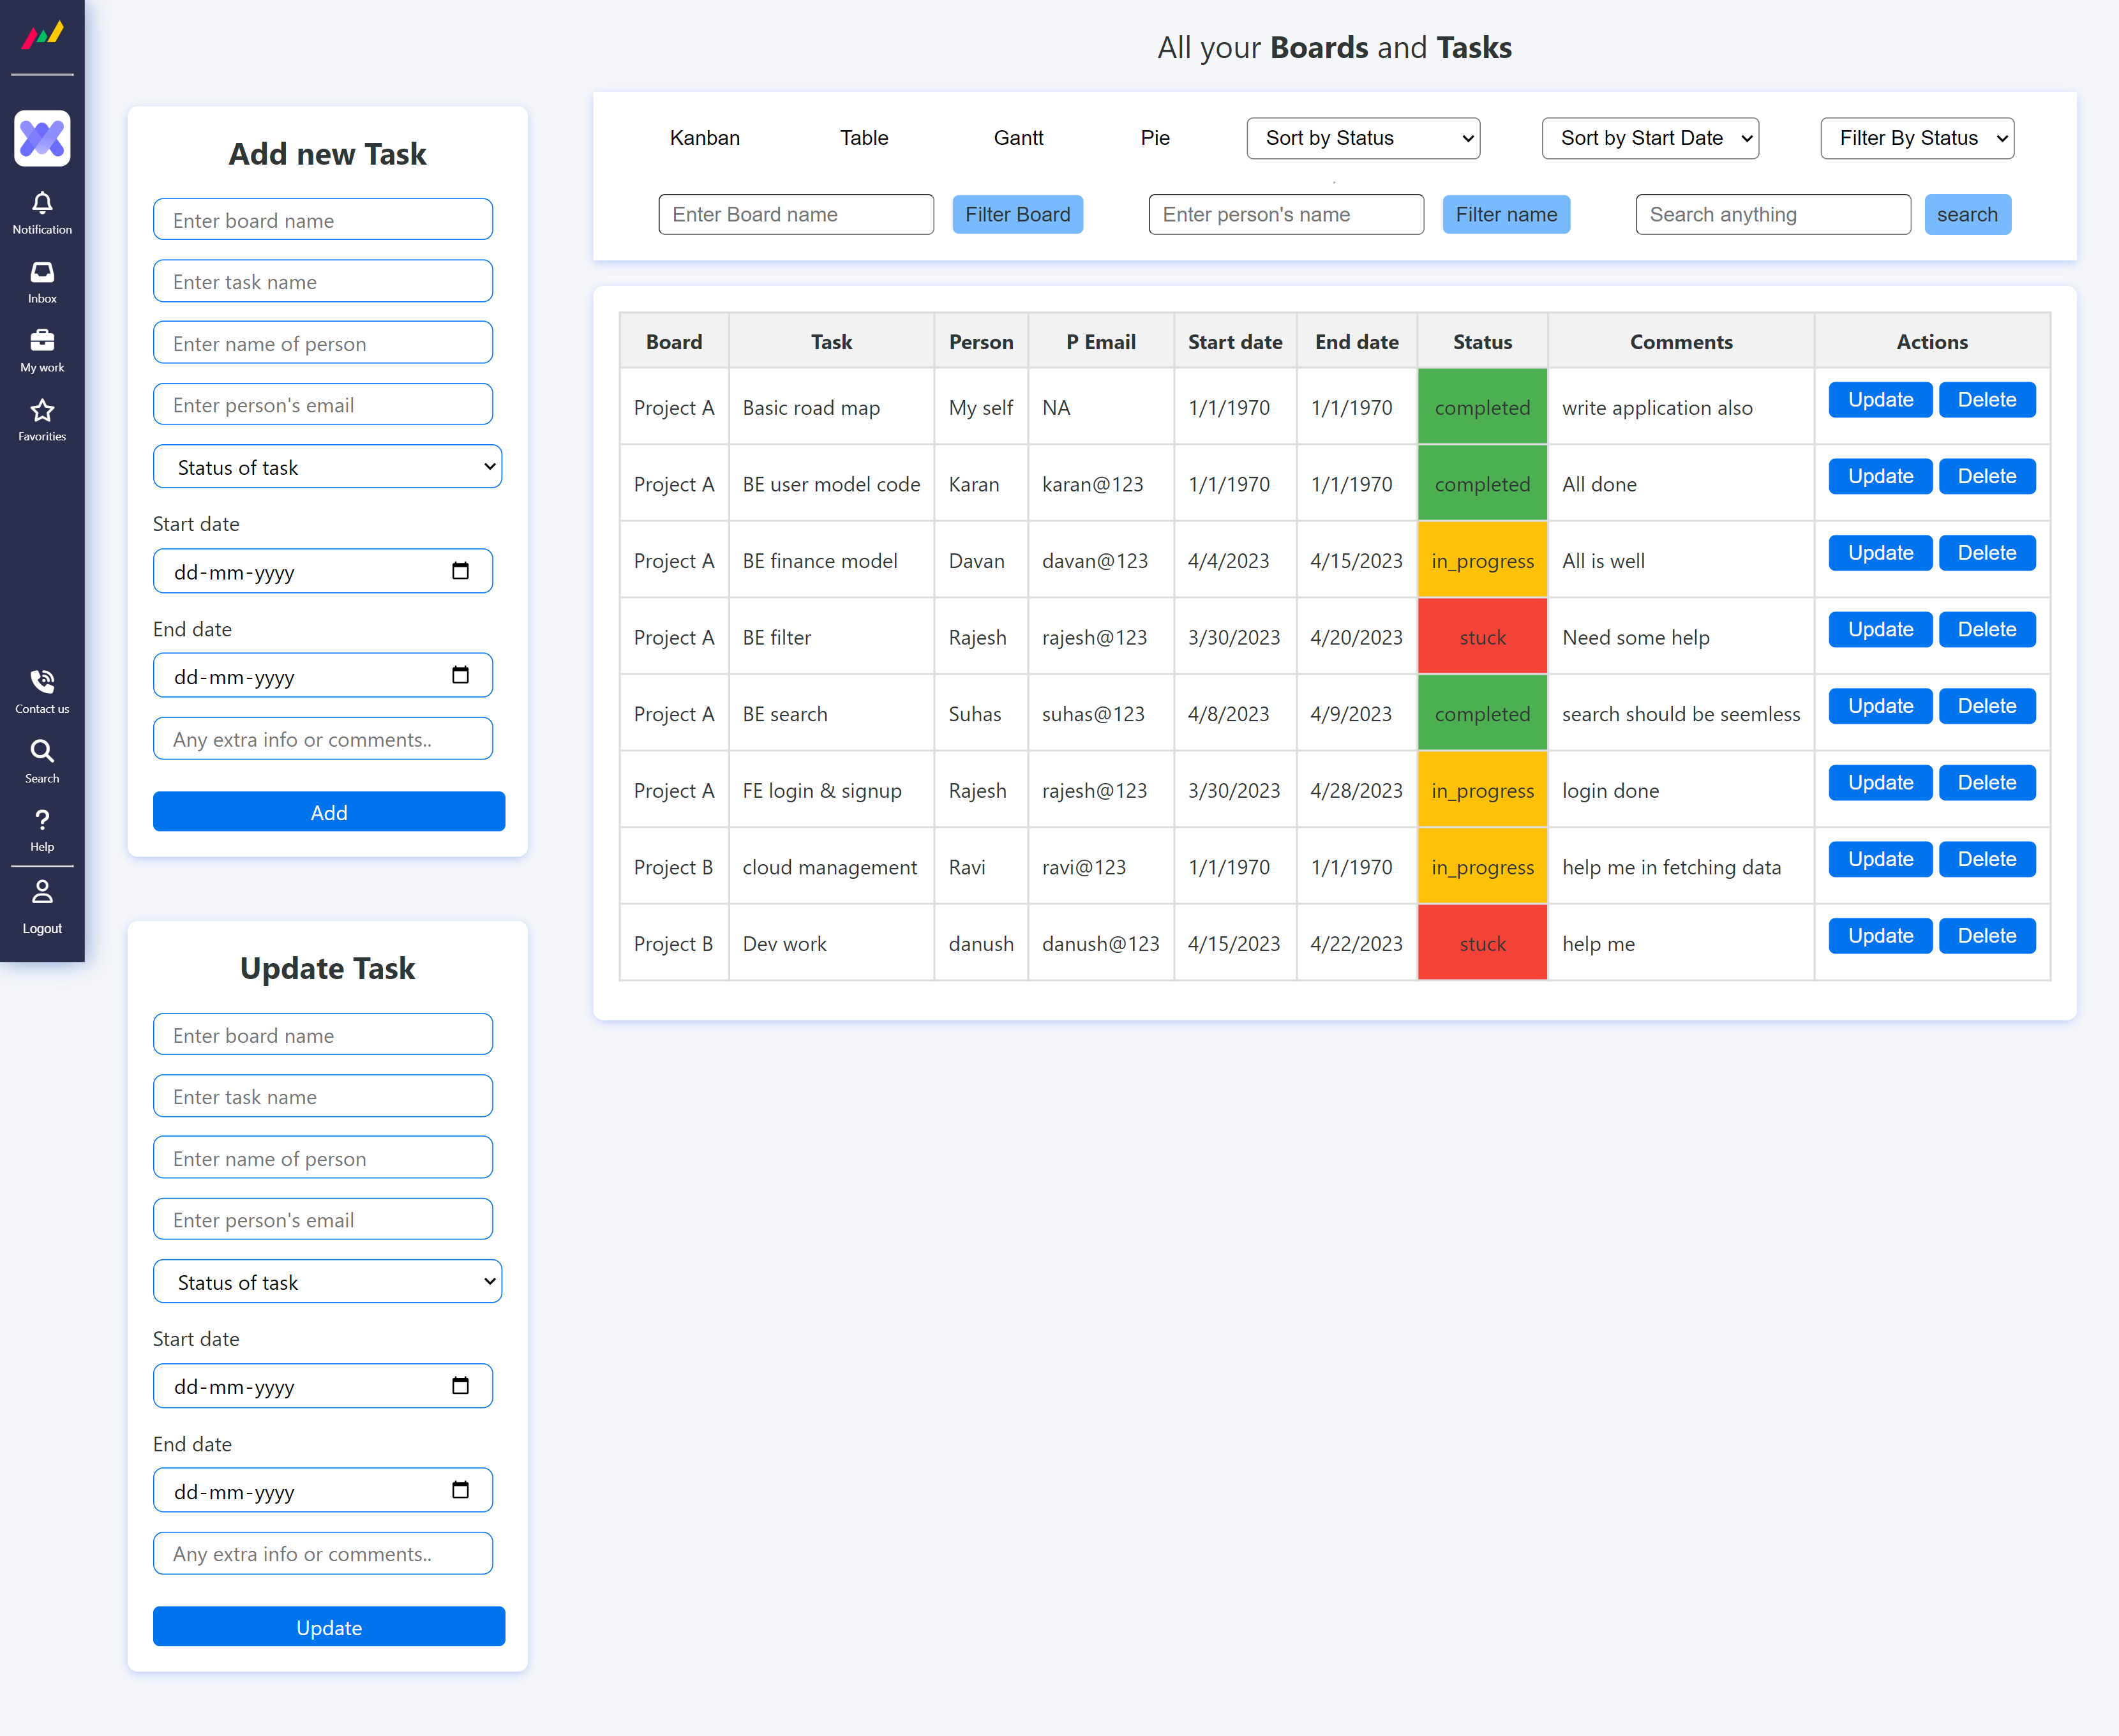 Notification
Inbox
My work
Favorities
Contact us
Search
Help
Logout
Add new Task
Enter board name
Enter task name
Enter name of person
Enter person's email
Status of task
Start date
dd-mm-yyyy
End date
dd-mm-yyyy
Any extra info or comments..
Add
Update Task
Enter board name
Enter task name
Enter name of person
Enter person's email
Status of task
Start date
dd-mm-yyyy
End date
dd-mm-yyyy
Any extra info or comments..
Update
All your Boards and Tasks
Kanban Table Gantt Pie Sort by Status Sort by Start Date Filter By Status
Enter Board name Filter Board Enter person's name Filter name Search anything search
Board Task Person P Email Start date End date Status Comments Actions
Project A Basic road map My self NA 1/1/1970 1/1/1970 completed write application also Update Delete
Project A BE user model code Karan karan@123 1/1/1970 1/1/1970 completed All done Update Delete
Project A BE finance model Davan davan@123 4/4/2023 4/15/2023 in_progress All is well Update Delete
Project A BE filter Rajesh rajesh@123 3/30/2023 4/20/2023 stuck Need some help Update Delete
Project A BE search Suhas suhas@123 4/8/2023 4/9/2023 completed search should be seemless Update Delete
Project A FE login & signup Rajesh rajesh@123 3/30/2023 4/28/2023 in_progress login done Update Delete
Project B cloud management Ravi ravi@123 1/1/1970 1/1/1970 in_progress help me in fetching data Update Delete
Project B Dev work danush danush@123 4/15/2023 4/22/2023 stuck help me Update Delete